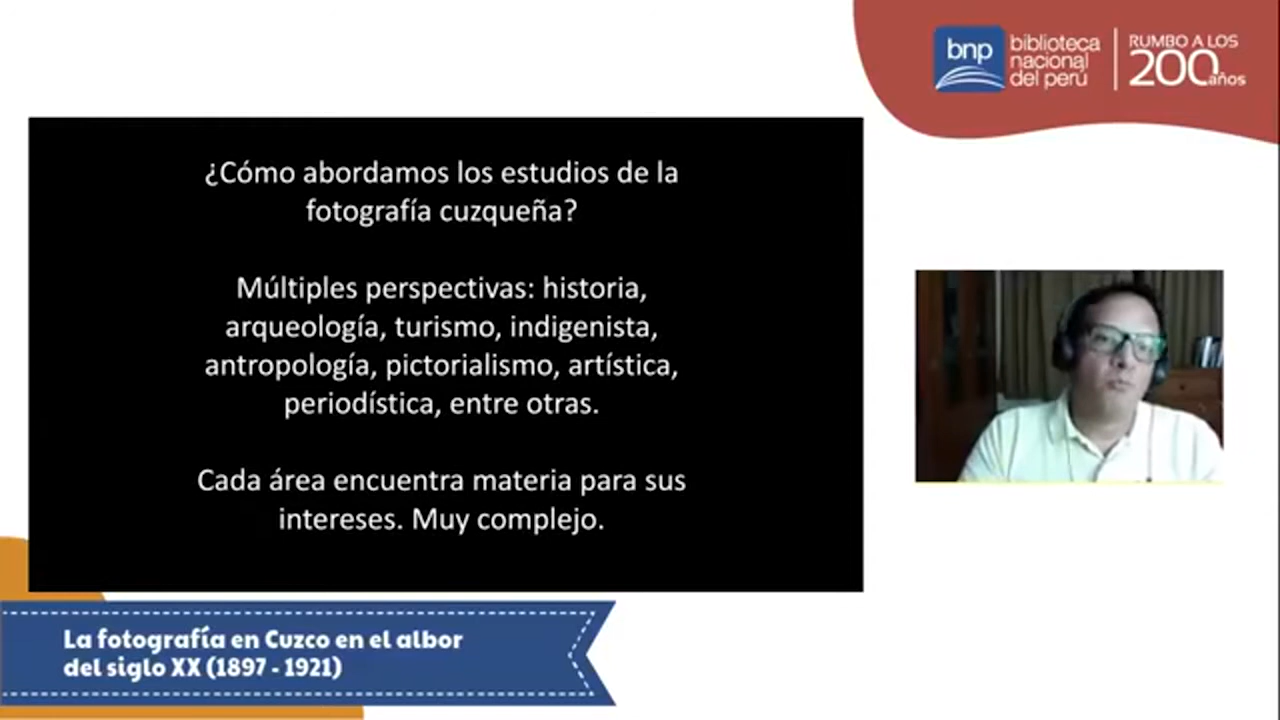 bnp
biblioteca
nacional
del perú
RUMBO A LOS
200 años
¿Cómo abordamos los estudios de la
fotografía cuzqueña?
Múltiples perspectivas: historia,
arqueología, turismo, indigenista,
antropología, pictorialismo, artística,
periodística, entre otras.
Cada área encuentra materia para sus
intereses. Muy complejo.
La fotografía en Cuzco en el albor
del siglo XX (1897 - 1921)